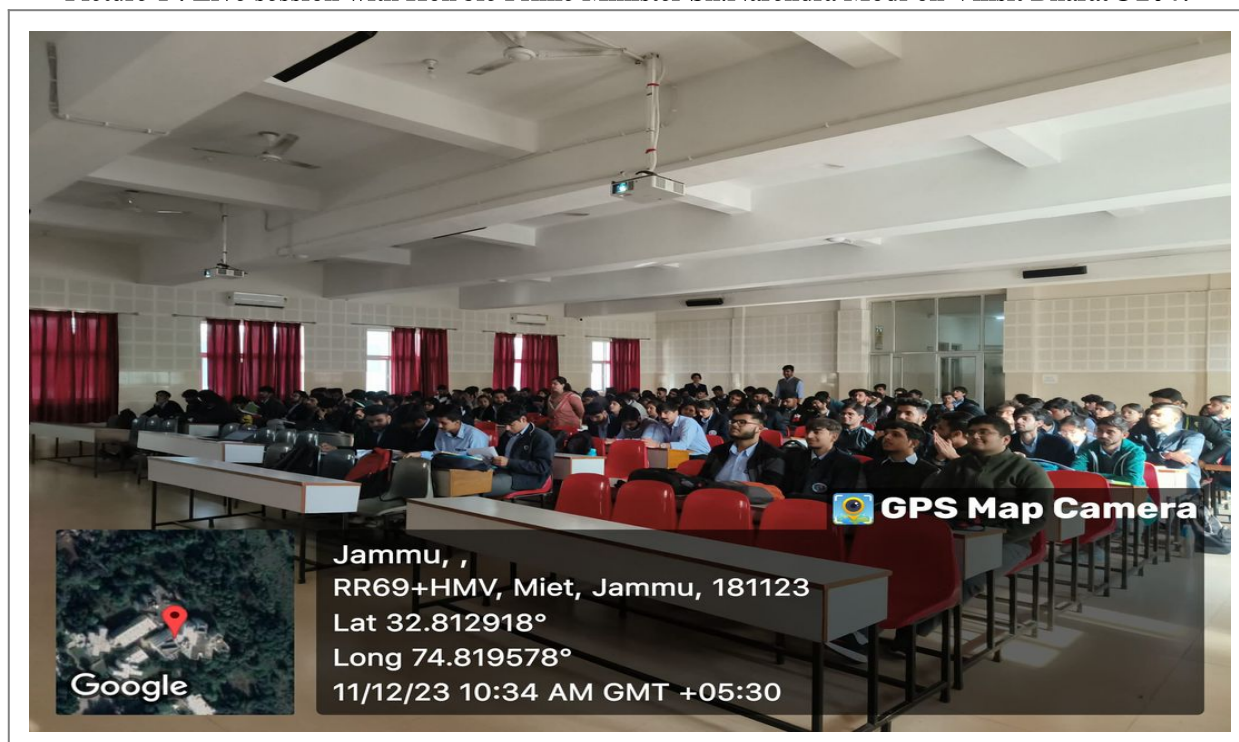 GPS Map Camera
Jammu, ,
RR69+HMV, Miet, Jammu, 181123
Lat 32.812918°
Long 74.819578°
11/12/23 10:34 AM GMT +05:30
Google